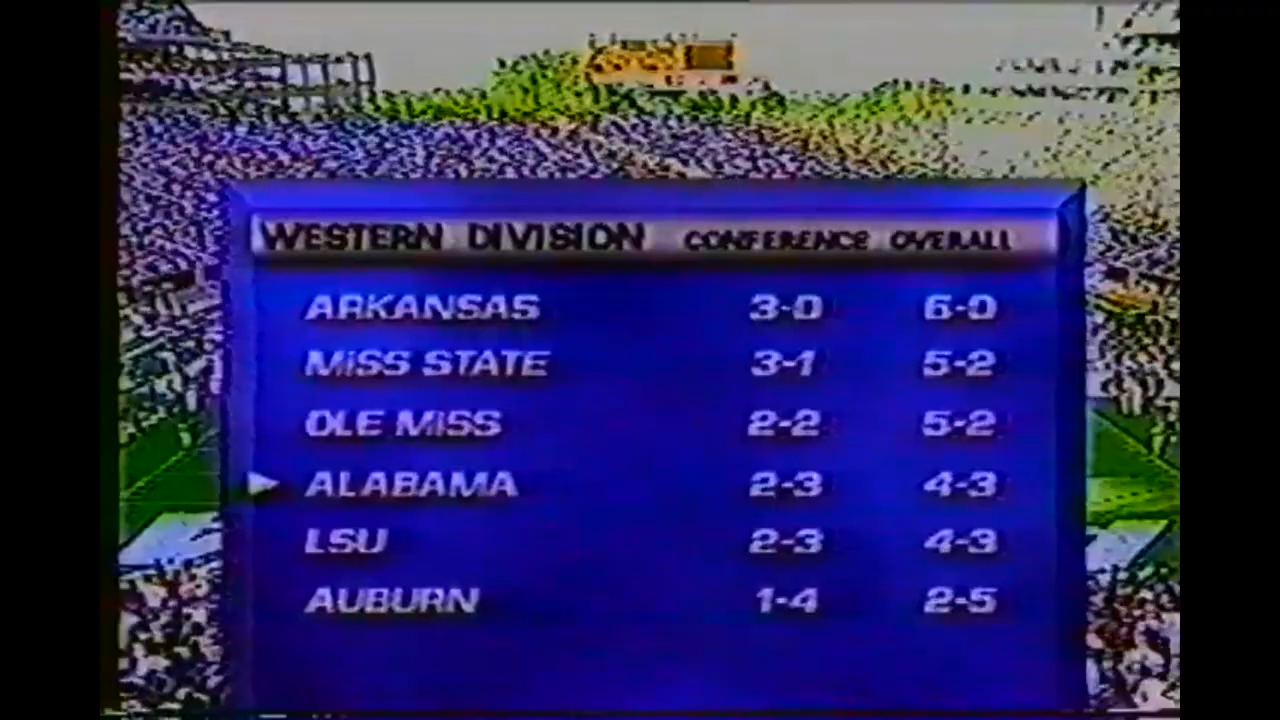 WESTERN DIVISION CONFERENCE OVERALL
ARKANSAS 3-0 6-0
MISS STATE 3-1 5-2
OLE MISS 2-2 5-2
ALABAMA 2-3 4-3
LSU 2-3 4-3
AUBURN 1-4 2-5